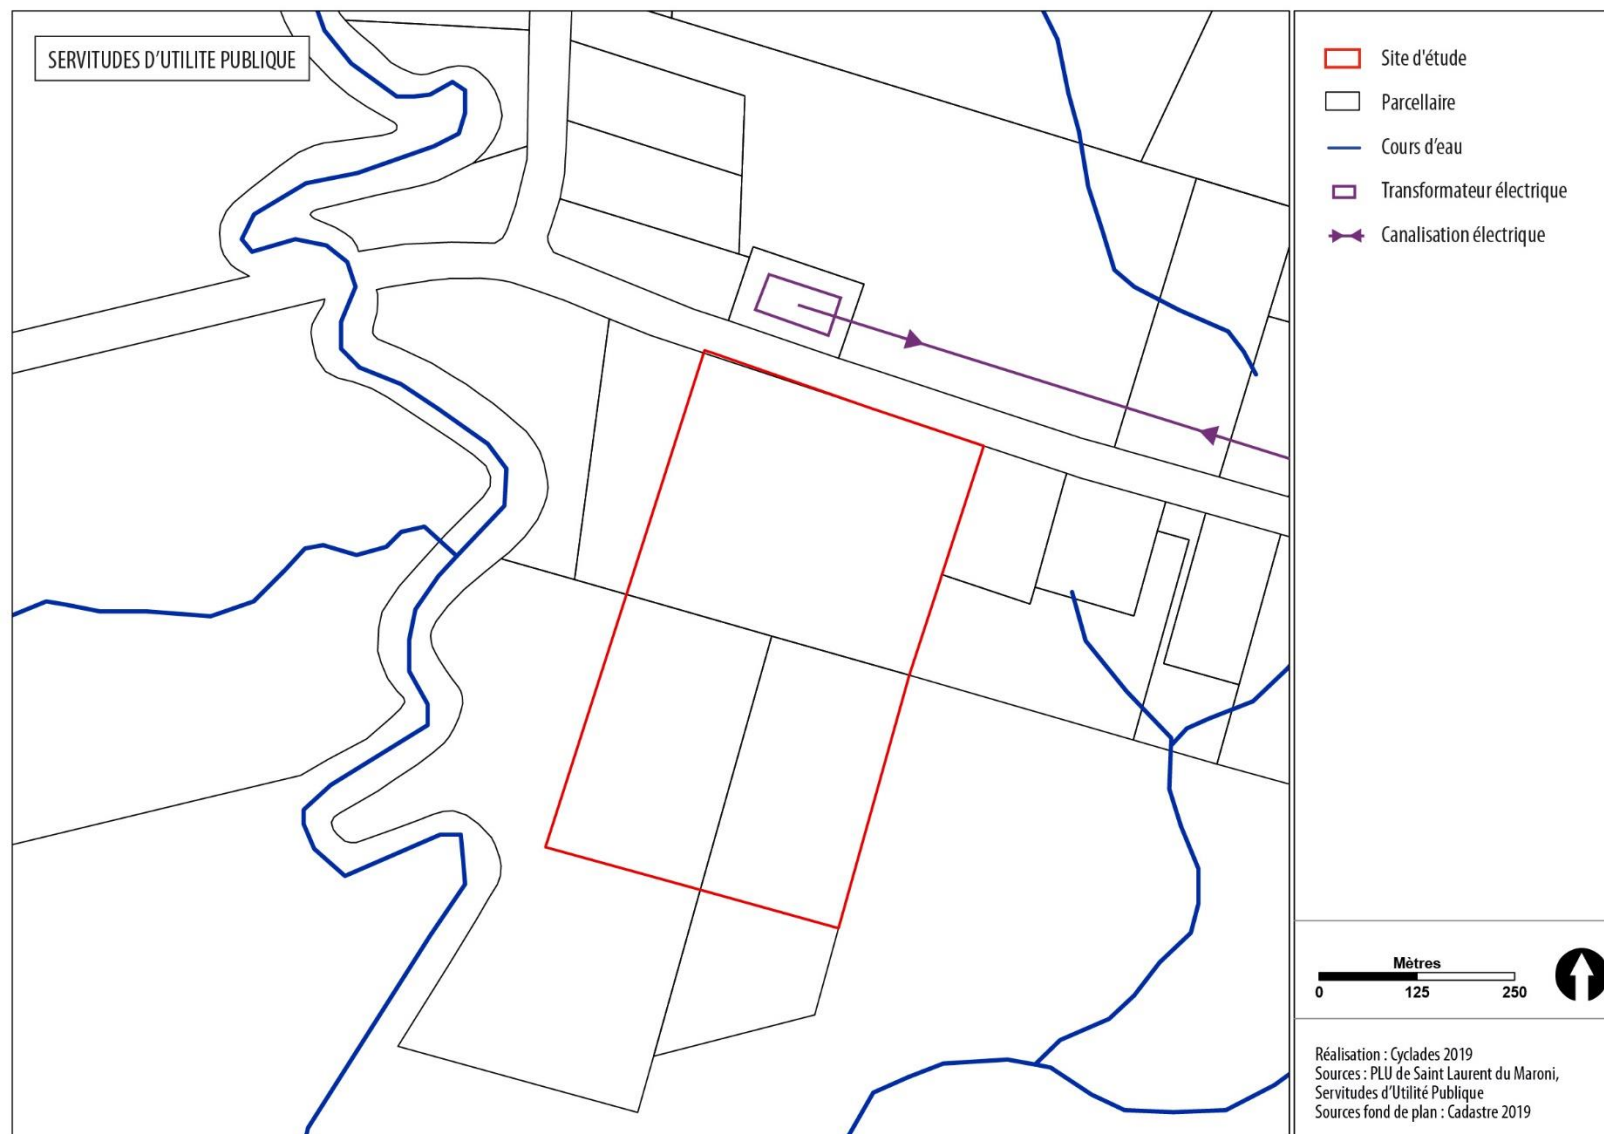 SERVITUDES D'UTILITE PUBLIQUE
Site d'étude
Parcellaire
Cours d'eau
Transformateur électrique
Canalisation électrique
Mètres
0 125 250
Réalisation : Cyclades 2019
Sources : PLU de Saint Laurent du Maroni,
Servitudes d'Utilité Publique
Sources fond de plan : Cadastre 2019